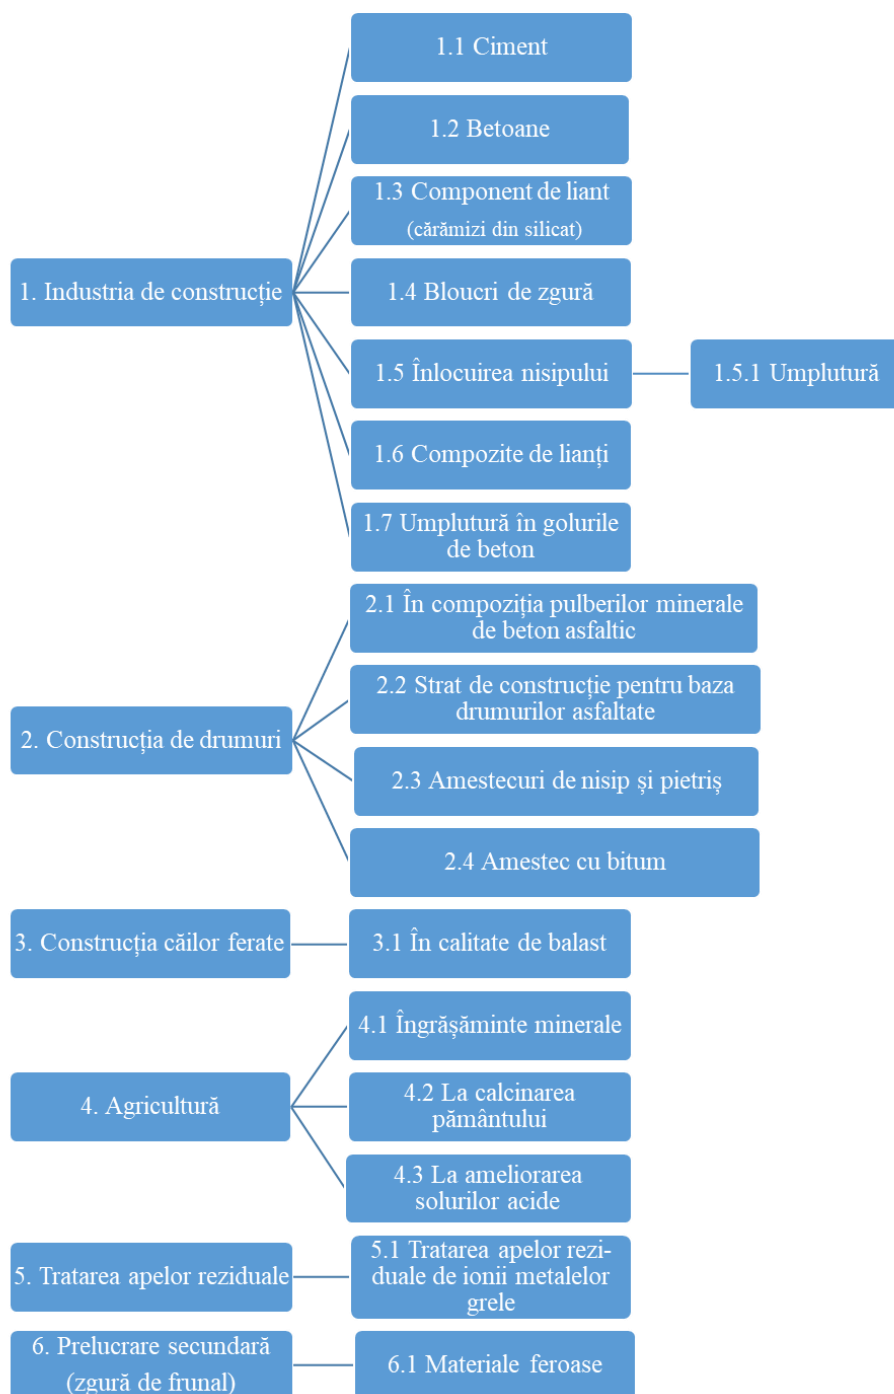 1. Industria de construcție
1.1 Ciment
1.2 Betoane
1.3 Component de liant
(cărămizi din silicat)
1.4 Bloucri de zgură
1.5 Înlocuirea nisipului
1.5.1 Umplutură
1.6 Compozite de lianți
1.7 Umplutură în golurile
de beton
2. Construcția de drumuri
2.1 În compoziția pulberilor minerale
de beton asfaltic
2.2 Strat de construcție pentru baza
drumurilor asfaltate
2.3 Amestecuri de nisip și pietriș
2.4 Amestec cu bitum
3. Construcția căilor ferate
3.1 În calitate de balast
4. Agricultură
4.1 Îngrășăminte minerale
4.2 La calcinarea
pământului
4.3 La ameliorarea
solurilor acide
5. Tratarea apelor reziduale
5.1 Tratarea apelor rezi-
duale de ionii metalelor
grele
6. Prelucrare secundară
(zgură de frunal)
6.1 Materiale feroase